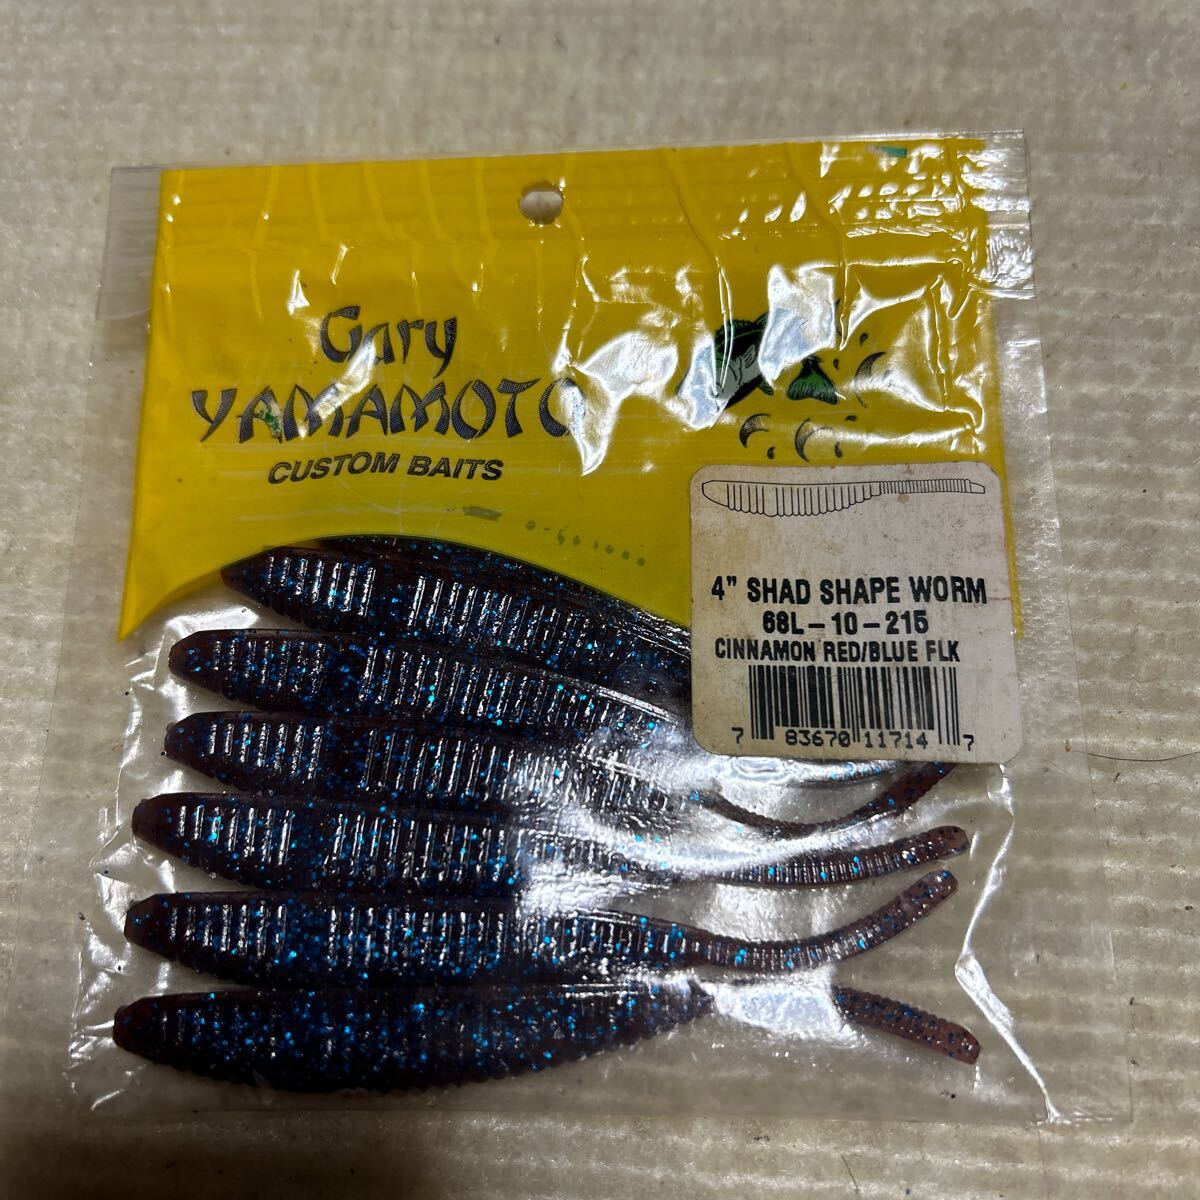 Gary
YAMAMOTO
CUSTOM BAITS
4" SHAD SHAPE WORM
68L-10-215
CINNAMON RED/BLUE FLK
7 83670 11714 7